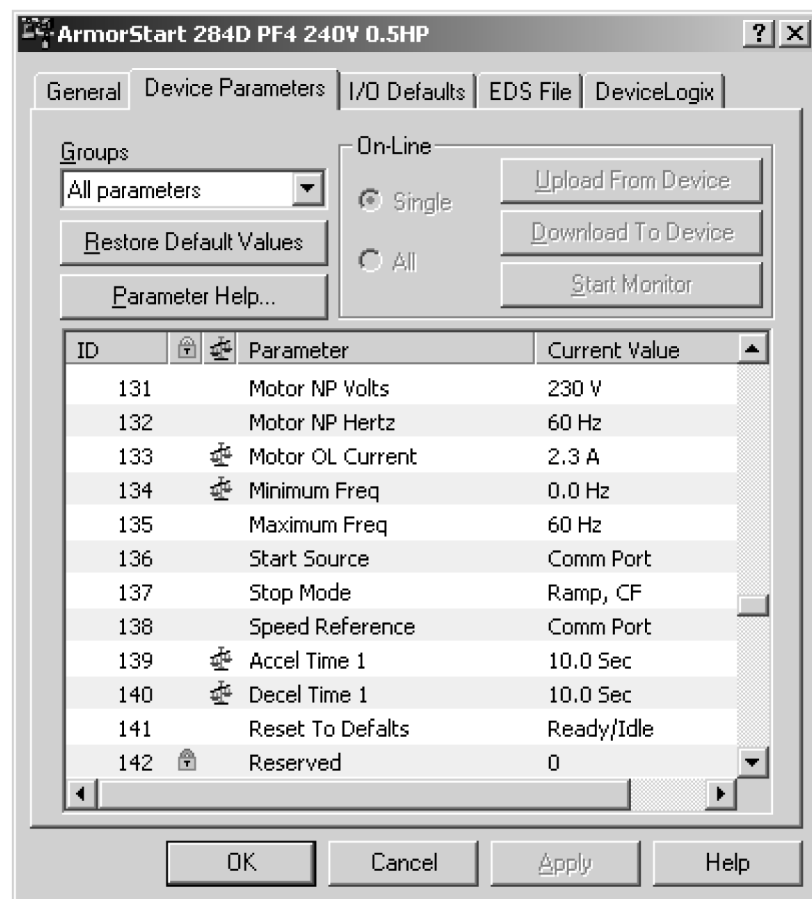 ArmorStart 284D PF4 240V 0.5HP
General Device Parameters I/O Defaults EDS File DeviceLogix
Groups
All parameters
Restore Default Values
Parameter Help...
On-Line
Single
All
Upload From Device
Download To Device
Start Monitor
ID Parameter Current Value
131 Motor NP Volts 230 V
132 Motor NP Hertz 60 Hz
133 Motor OL Current 2.3 A
134 Minimum Freq 0.0 Hz
135 Maximum Freq 60 Hz
136 Start Source Comm Port
137 Stop Mode Ramp, CF
138 Speed Reference Comm Port
139 Accel Time 1 10.0 Sec
140 Decel Time 1 10.0 Sec
141 Reset To Defalts Ready/Idle
142 Reserved 0
OK Cancel Apply Help